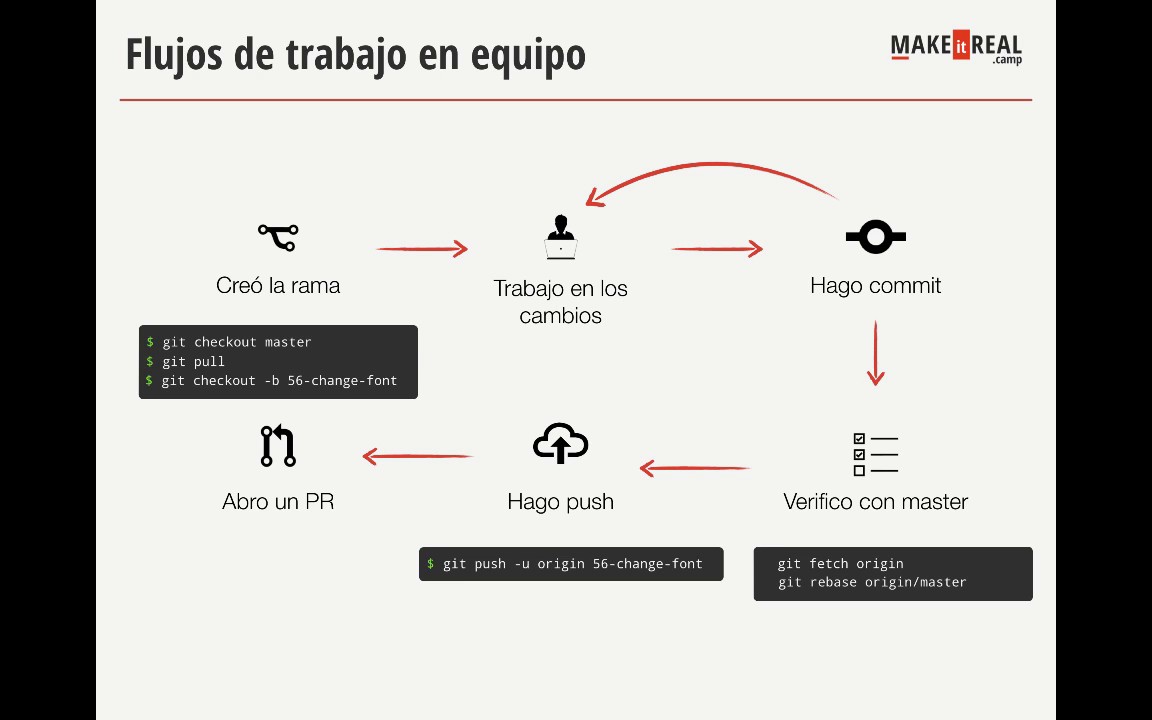 Flujos de trabajo en equipo
MAKE it REAL
.camp
Creó la rama
Trabajo en los
cambios
Hago commit
$ git checkout master
$ git pull
$ git checkout -b 56-change-font
Abro un PR
Hago push
Verifico con master
$ git push -u origin 56-change-font
git fetch origin
git rebase origin/master